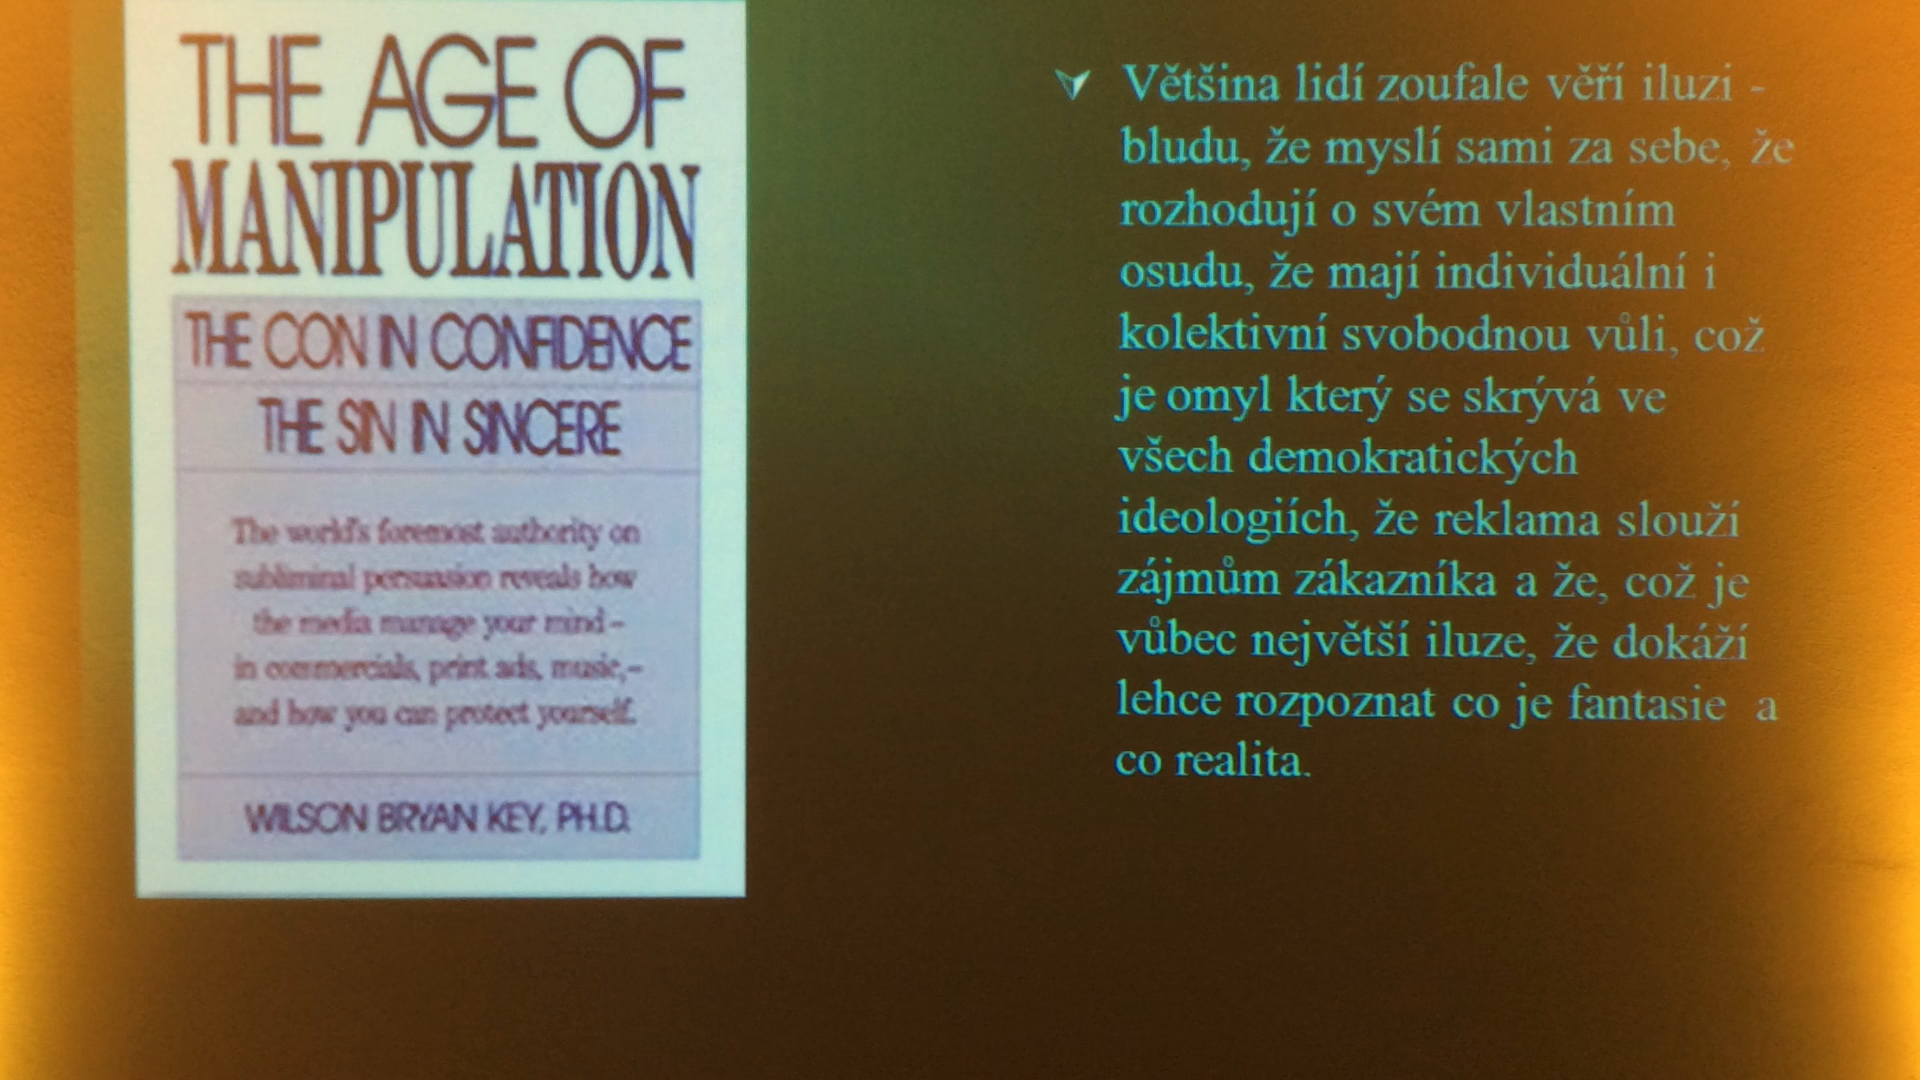 THE AGE OF
MANIPULATION
THE CON IN CONFIDENCE
THE SIN IN SINCERE
The world's foremost authority on
subliminal persuasion reveals how
the media manage your mind–
in commercials, print ads, music,–
and how you can protect yourself.
WILSON BRYAN KEY, PH.D.
Většina lidí zoufale věří iluzi -
bludu, že myslí sami za sebe, že
rozhodují o svém vlastním
osudu, že mají individuální i
kolektivní svobodnou vůli, což
je omyl který se skrývá ve
všech demokratických
ideologiích, že reklama slouží
zájmům zákazníka a že, což je
vůbec největší iluze, že dokáží
lehce rozpoznat co je fantasie a
co realita.